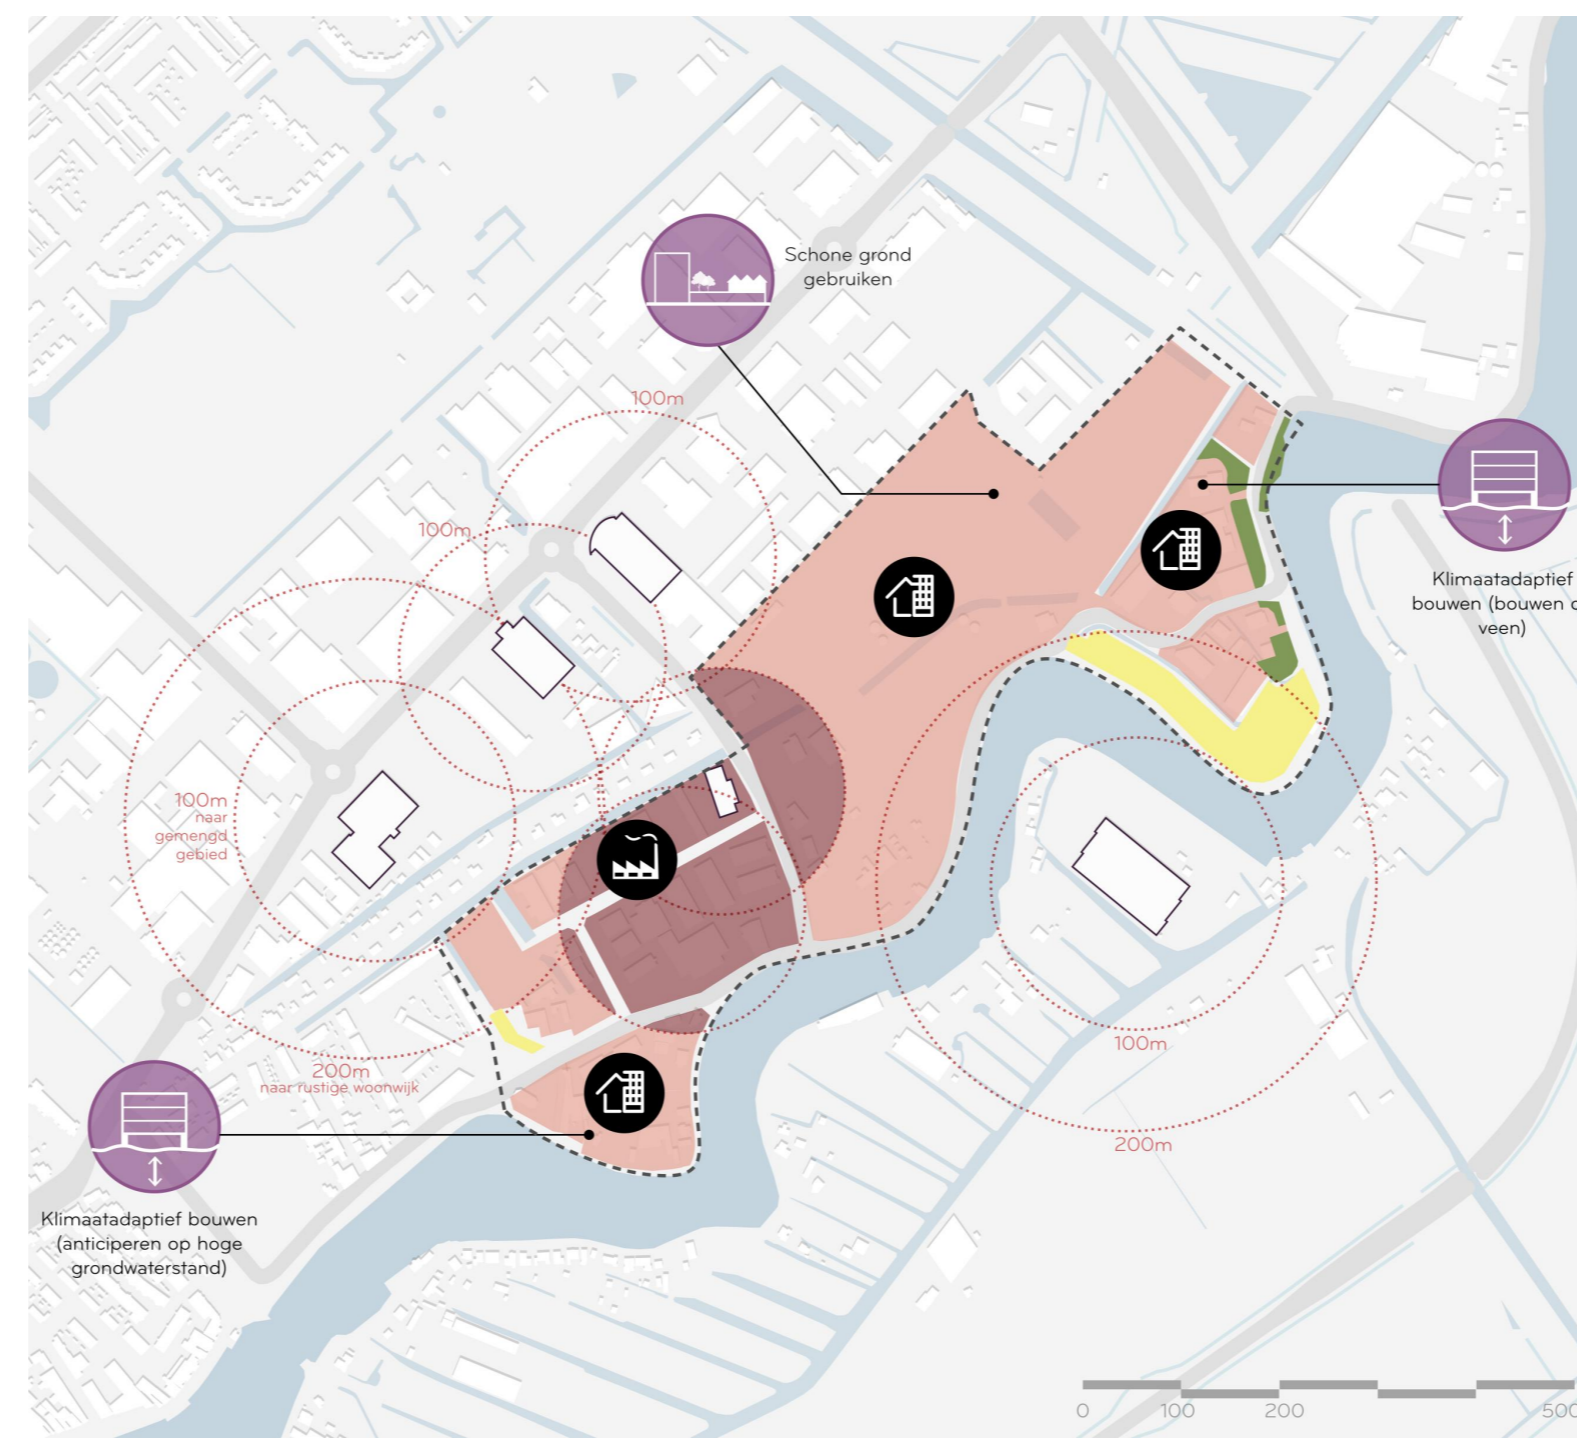 Schone grond
gebruiken
100m
100m
Klimaatadaptief
bouwen (bouwen
veen)
100m
naar
gemengd
gebied
100m
200m
naar rustige woonwijk
200m
Klimaatadaptief bouwen
(anticiperen op hoge
grondwaterstand)
0 100 200 500